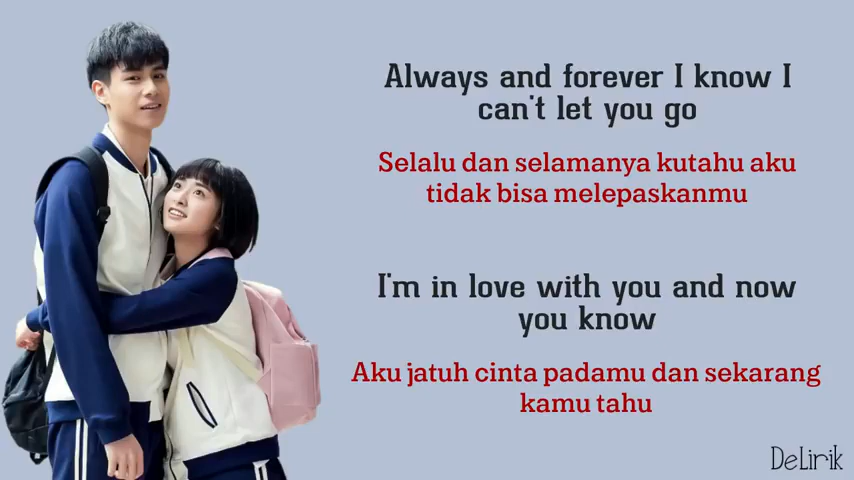 Always and forever I know I
can't let you go
Selalu dan selamanya kutahu aku
tidak bisa melepaskanmu
I'm in love with you and now
you know
Aku jatuh cinta padamu dan sekarang
kamu tahu
DeLirik